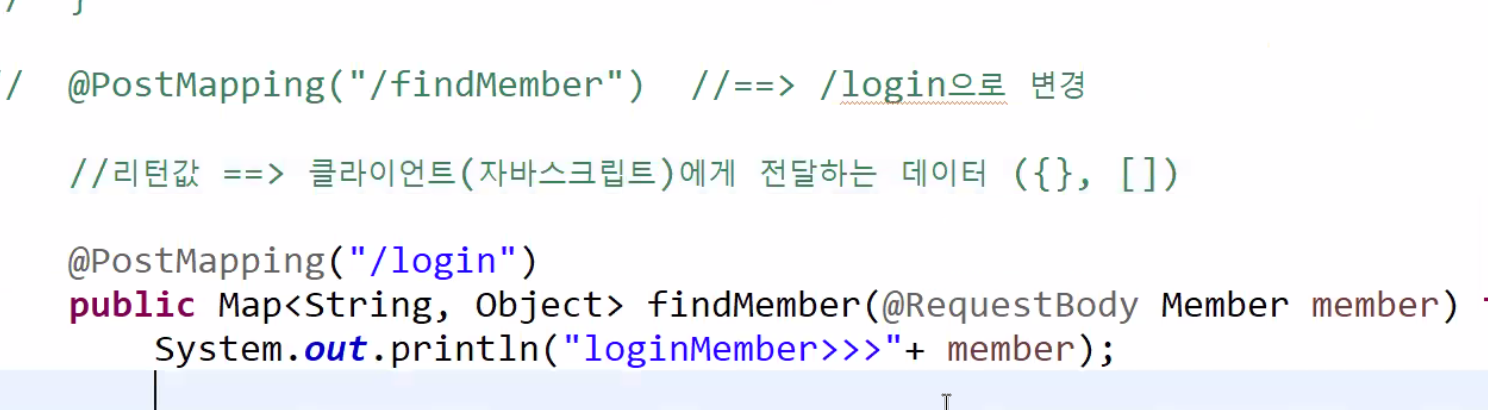 // }
// @PostMapping("/findMember") //==> /login으로 변경
//리턴값 ==> 클라이언트(자바스크립트)에게 전달하는 데이터 ({}, [])
@PostMapping("/login")
public Map<String, Object> findMember(@RequestBody Member member)
System.out.println("loginMember>>>"+ member);